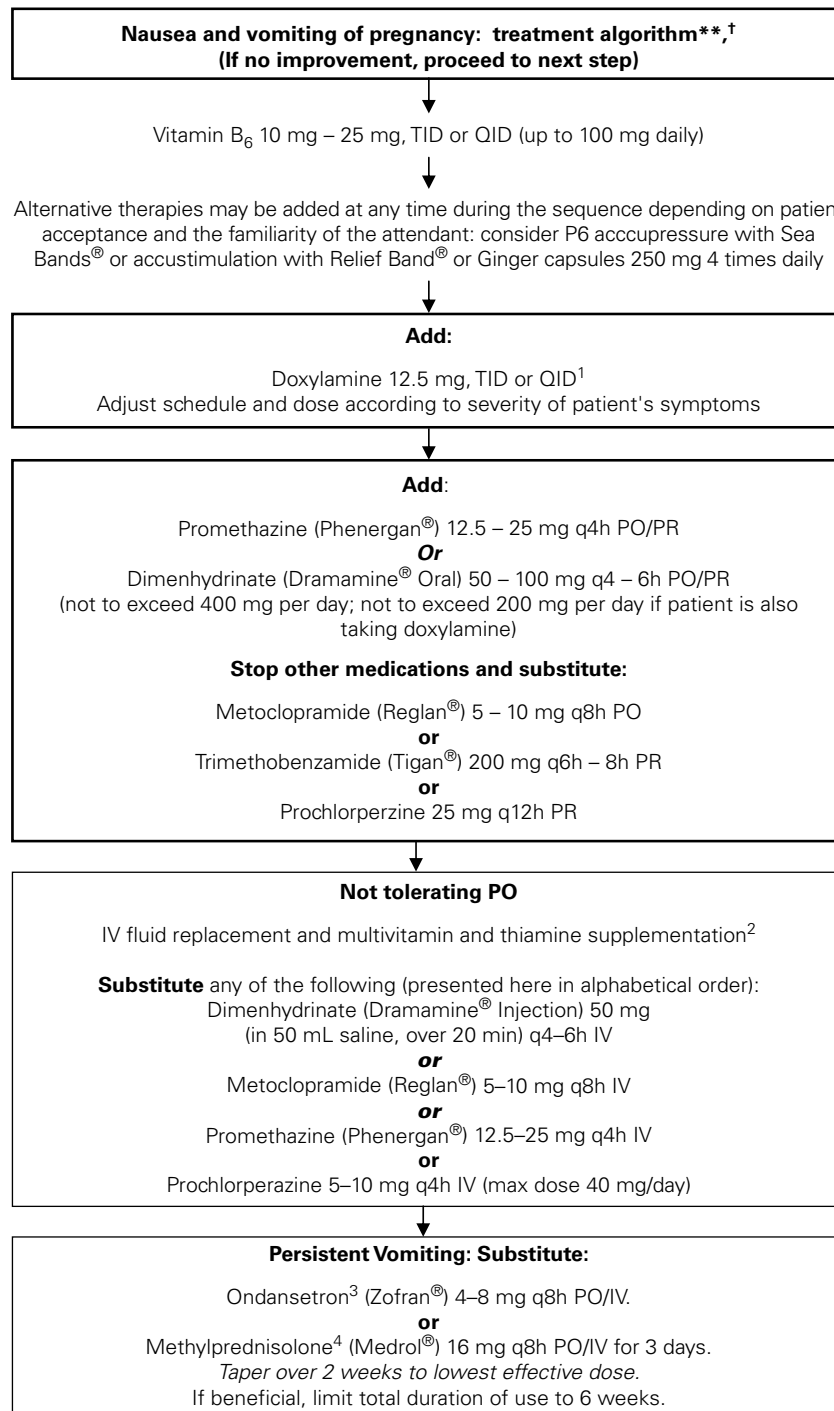 Nausea and vomiting of pregnancy: treatment algorithm**,†
(If no improvement, proceed to next step)
Vitamin B6 10 mg – 25 mg, TID or QID (up to 100 mg daily)
Alternative therapies may be added at any time during the sequence depending on patien
acceptance and the familiarity of the attendant: consider P6 acccupressure with Sea
Bands® or accustimulation with Relief Band® or Ginger capsules 250 mg 4 times daily
Add:
Doxylamine 12.5 mg, TID or QID1
Adjust schedule and dose according to severity of patient's symptoms
Add:
Promethazine (Phenergan®) 12.5 – 25 mg q4h PO/PR
Or
Dimenhydrinate (Dramamine® Oral) 50 – 100 mg q4 – 6h PO/PR
(not to exceed 400 mg per day; not to exceed 200 mg per day if patient is also
taking doxylamine)
Stop other medications and substitute:
Metoclopramide (Reglan®) 5 – 10 mg q8h PO
or
Trimethobenzamide (Tigan®) 200 mg q6h – 8h PR
or
Prochlorperzine 25 mg q12h PR
Not tolerating PO
IV fluid replacement and multivitamin and thiamine supplementation2
Substitute any of the following (presented here in alphabetical order):
Dimenhydrinate (Dramamine® Injection) 50 mg
(in 50 mL saline, over 20 min) q4–6h IV
or
Metoclopramide (Reglan®) 5–10 mg q8h IV
or
Promethazine (Phenergan®) 12.5–25 mg q4h IV
or
Prochlorperazine 5–10 mg q4h IV (max dose 40 mg/day)
Persistent Vomiting: Substitute:
Ondansetron3 (Zofran®) 4–8 mg q8h PO/IV.
or
Methylprednisolone4 (Medrol®) 16 mg q8h PO/IV for 3 days.
Taper over 2 weeks to lowest effective dose.
If beneficial, limit total duration of use to 6 weeks.